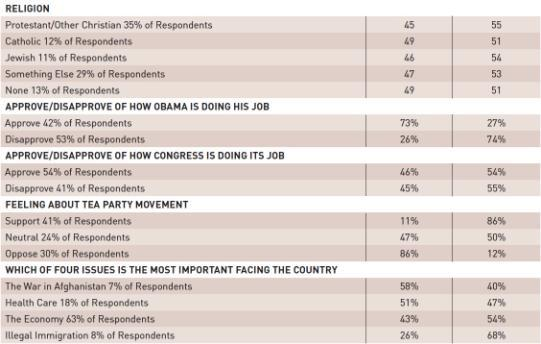 RELIGION
Protestant/Other Christian 35% of Respondents 45 55
Catholic 12% of Respondents 49 51
Jewish 11% of Respondents 46 54
Something Else 29% of Respondents 47 53
None 13% of Respondents 49 51
APPROVE/DISAPPROVE OF HOW OBAMA IS DOING HIS JOB
Approve 42% of Respondents 73% 27%
Disapprove 53% of Respondents 26% 74%
APPROVE/DISAPPROVE OF HOW CONGRESS IS DOING ITS JOB
Approve 54% of Respondents 46% 54%
Disapprove 41% of Respondents 45% 55%
FEELING ABOUT TEA PARTY MOVEMENT
Support 41% of Respondents 11% 86%
Neutral 24% of Respondents 47% 50%
Oppose 30% of Respondents 86% 12%
WHICH OF FOUR ISSUES IS THE MOST IMPORTANT FACING THE COUNTRY
The War in Afghanistan 7% of Respondents 58% 40%
Health Care 18% of Respondents 51% 47%
The Economy 63% of Respondents 43% 54%
Illegal Immigration 8% of Respondents 26% 68%